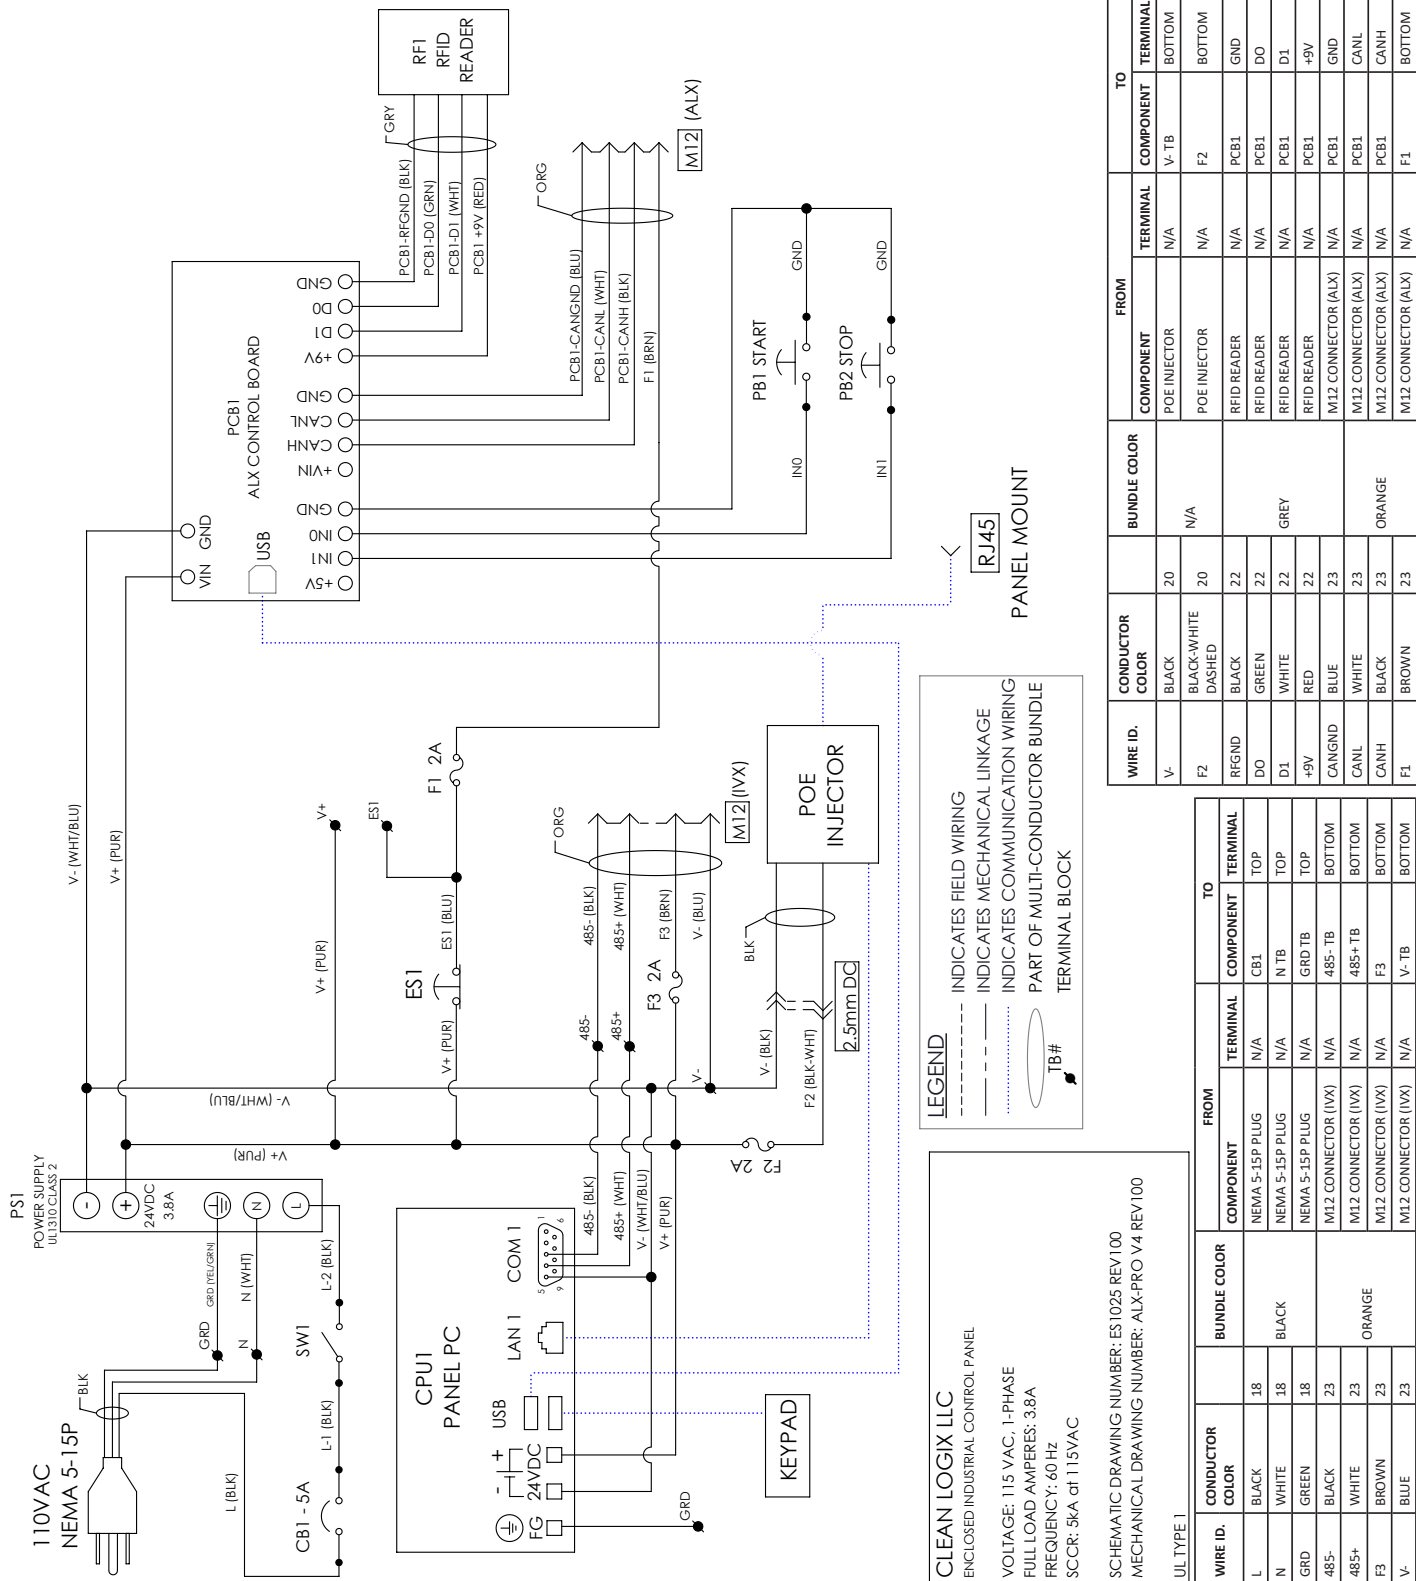 110VAC
NEMA 5-15P
BLK
GRD
GRD (YEL/GRN)
N
N (WHT)
L (BLK)
CB1 - 5A
L-1 (BLK)
SW1
L-2 (BLK)
PS1
POWER SUPPLY
UL1310 CLASS 2
-
+
24VDC
3.8A
N
L
V+ (PUR)
V- (WHT/BLU)
V- (WHT/BLU)
V+ (PUR)
V+ (PUR)
V+
ES1
V+ (PUR)
ES1
ES1 (BLU)
F1 2A
PCB1
ALX CONTROL BOARD
VIN
GND
USB
+5V
IN1
IN0
GND
+VIN
CANH
CANL
GND
+9V
D1
D0
GND
RF1
RFID
READER
GRY
PCB1-RFGND (BLK)
PCB1-D0 (GRN)
PCB1-D1 (WHT)
PCB1 +9V (RED)
ORG
PCB1-CANGND (BLU)
PCB1-CANL (WHT)
PCB1-CANH (BLK)
F1 (BRN)
M12 (ALX)
PB1 START
IN0
GND
PB2 STOP
IN1
GND
CPU1
PANEL PC
FG
24VDC
- +
USB
LAN 1
COM 1
5
1
9
6
485- (BLK)
485+ (WHT)
V- (WHT/BLU)
V+ (PUR)
GRD
KEYPAD
485-
485+
485- (BLK)
485+ (WHT)
F3 2A
F3 (BRN)
V-
V- (BLU)
ORG
M12 (IVX)
F2 2A
V- (BLK)
F2 (BLK-WHT)
2.5mm DC
BLK
POE
INJECTOR
RJ45
PANEL MOUNT
LEGEND
INDICATES FIELD WIRING
INDICATES MECHANICAL LINKAGE
INDICATES COMMUNICATION WIRING
PART OF MULTI-CONDUCTOR BUNDLE
TB#
TERMINAL BLOCK
CLEAN LOGIX LLC
ENCLOSED INDUSTRIAL CONTROL PANEL
VOLTAGE: 115 VAC, 1-PHASE
FULL LOAD AMPERES: 3.8A
FREQUENCY: 60 Hz
SCCR: 5kA at 115VAC
SCHEMATIC DRAWING NUMBER: ES1025 REV100
MECHANICAL DRAWING NUMBER: ALX-PRO V4 REV100
UL TYPE 1
WIRE ID. CONDUCTOR COLOR BUNDLE COLOR FROM TO
COMPONENT TERMINAL COMPONENT TERMINAL
L BLACK 18 BLACK NEMA 5-15P PLUG N/A CB1 TOP
N WHITE 18 NEMA 5-15P PLUG N/A N TB TOP
GRD GREEN 18 NEMA 5-15P PLUG N/A GRD TB TOP
485- BLACK 23 ORANGE M12 CONNECTOR (IVX) N/A 485- TB BOTTOM
485+ WHITE 23 M12 CONNECTOR (IVX) N/A 485+ TB BOTTOM
F3 BROWN 23 M12 CONNECTOR (IVX) N/A F3 BOTTOM
V- BLUE 23 M12 CONNECTOR (IVX) N/A V- TB BOTTOM
WIRE ID. CONDUCTOR COLOR BUNDLE COLOR FROM TO
COMPONENT TERMINAL COMPONENT TERMINAL
V- BLACK 20 N/A POE INJECTOR N/A V- TB BOTTOM
F2 BLACK-WHITE DASHED 20 POE INJECTOR N/A F2 BOTTOM
RFGND BLACK 22 GREY RFID READER N/A PCB1 GND
DO GREEN 22 RFID READER N/A PCB1 DO
D1 WHITE 22 RFID READER N/A PCB1 D1
+9V RED 22 RFID READER N/A PCB1 +9V
CANGND BLUE 23 ORANGE M12 CONNECTOR (ALX) N/A PCB1 GND
CANL WHITE 23 M12 CONNECTOR (ALX) N/A PCB1 CANL
CANH BLACK 23 M12 CONNECTOR (ALX) N/A PCB1 CANH
F1 BROWN 23 M12 CONNECTOR (ALX) N/A F1 BOTTOM